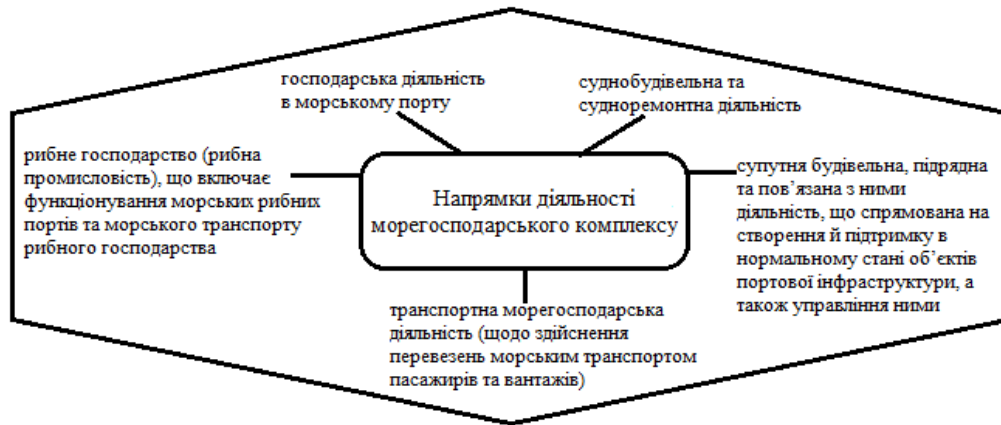 господарська діяльність
в морському порту
суднобудівельна та
судноремонтна діяльність
рибне господарство (рибна
промисловість), що включає
функціонування морських рибних
портів та морського транспорту
рибного господарства
Напрямки діяльності
морегосподарського комплексу
супутня будівельна, підрядна
та пов’язана з ними
діяльність, що спрямована на
створення й підтримку в
нормальному стані об’єктів
портової інфраструктури, а
також управління ними
транспортна морегосподарська
діяльність (щодо здійснення
перевезень морським транспортом
пасажирів та вантажів)